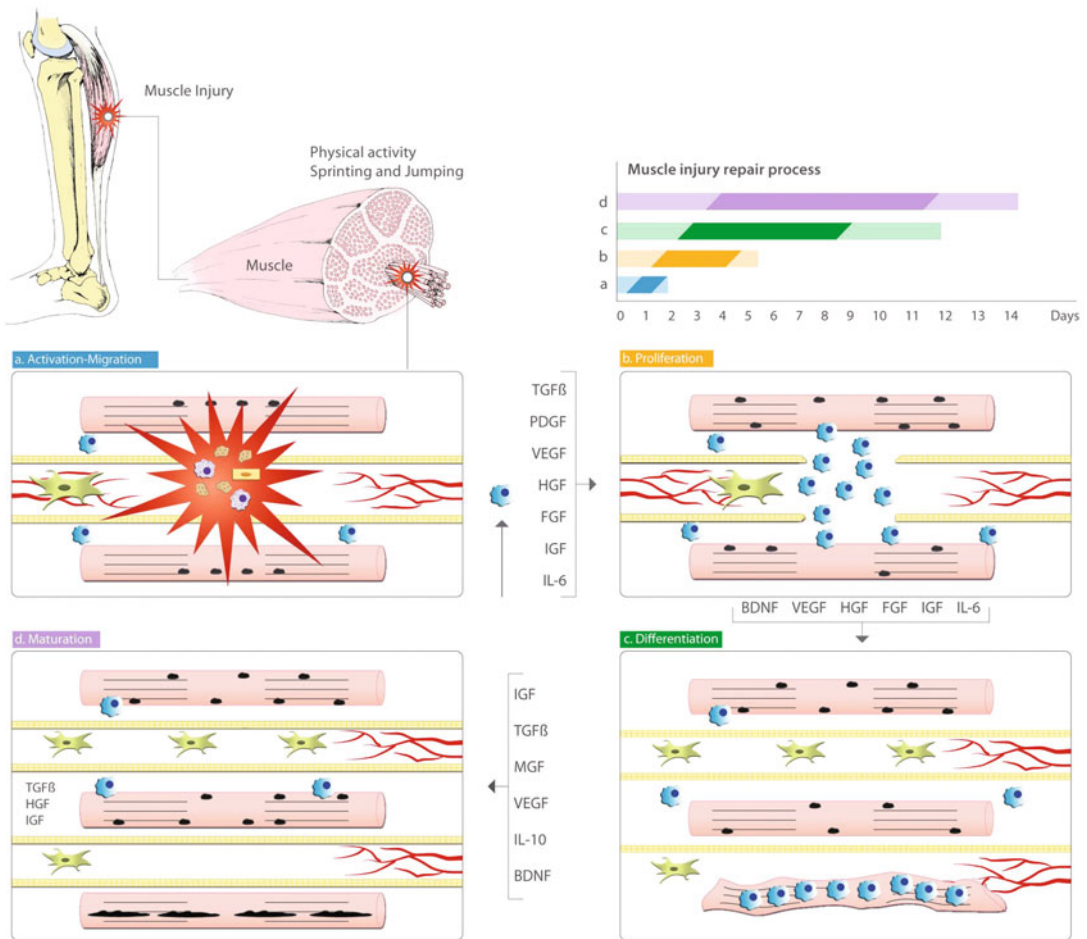 Muscle Injury
Physical activity
Sprinting and Jumping
Muscle
Muscle injury repair process
d
c
b
a
0 1 2 3 4 5 6 7 8 9 10 11 12 13 14 Days
a. Activation-Migration
TGFß
PDGF
VEGF
HGF
FGF
IGF
IL-6
b. Proliferation
BDNF VEGF HGF FGF IGF IL-6
d. Maturation
TGFß
HGF
IGF
IGF
TGFß
MGF
VEGF
IL-10
BDNF
c. Differentiation